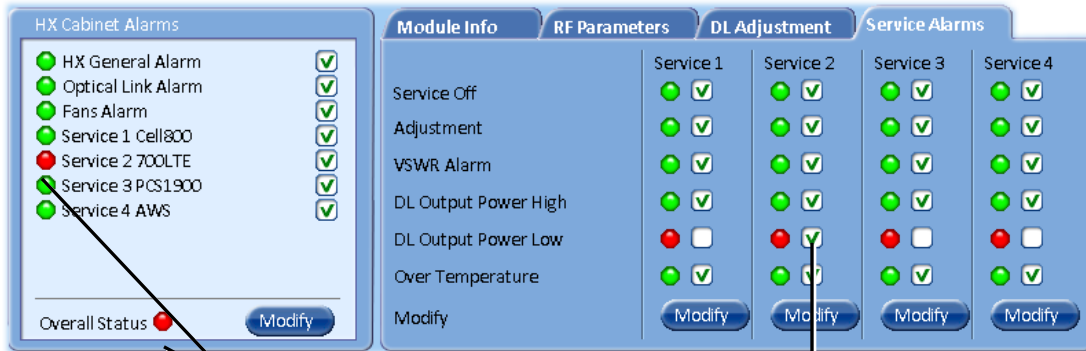 HX Cabinet Alarms
HX General Alarm
Optical Link Alarm
Fans Alarm
Service 1 Cell800
Service 2 700LTE
Service 3 PCS1900
Service 4 AWS
Overall Status Modify
Module Info RF Parameters DL Adjustment Service Alarms
Service 1 Service 2 Service 3 Service 4
Service Off
Adjustment
VSWR Alarm
DL Output Power High
DL Output Power Low
Over Temperature
Modify Modify Modify Modify Modify